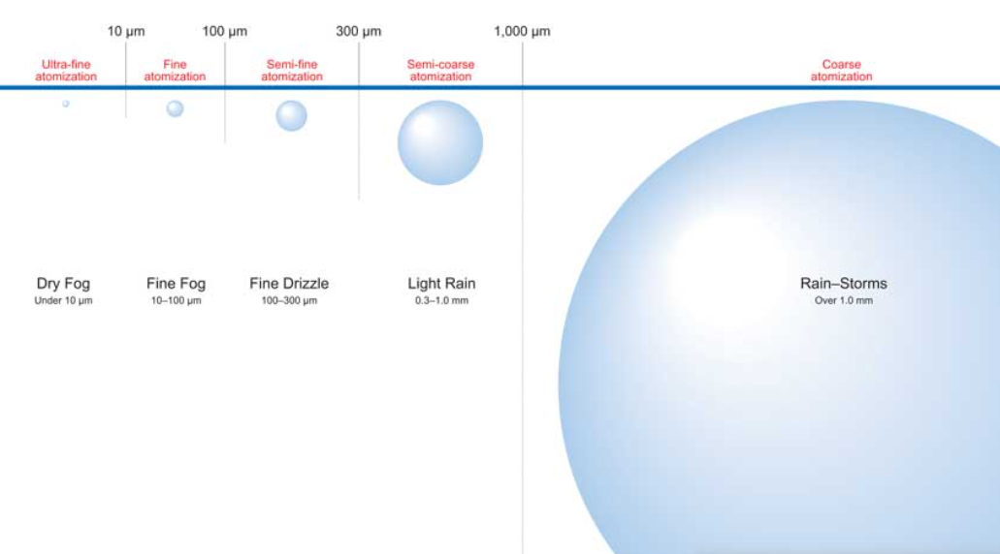 10 µm
100 µm
300 µm
1,000 µm
Ultra-fine
atomization
Fine
atomization
Semi-fine
atomization
Semi-coarse
atomization
Coarse
atomization
Dry Fog
Under 10 µm
Fine Fog
10–100 µm
Fine Drizzle
100–300 µm
Light Rain
0.3–1.0 mm
Rain–Storms
Over 1.0 mm